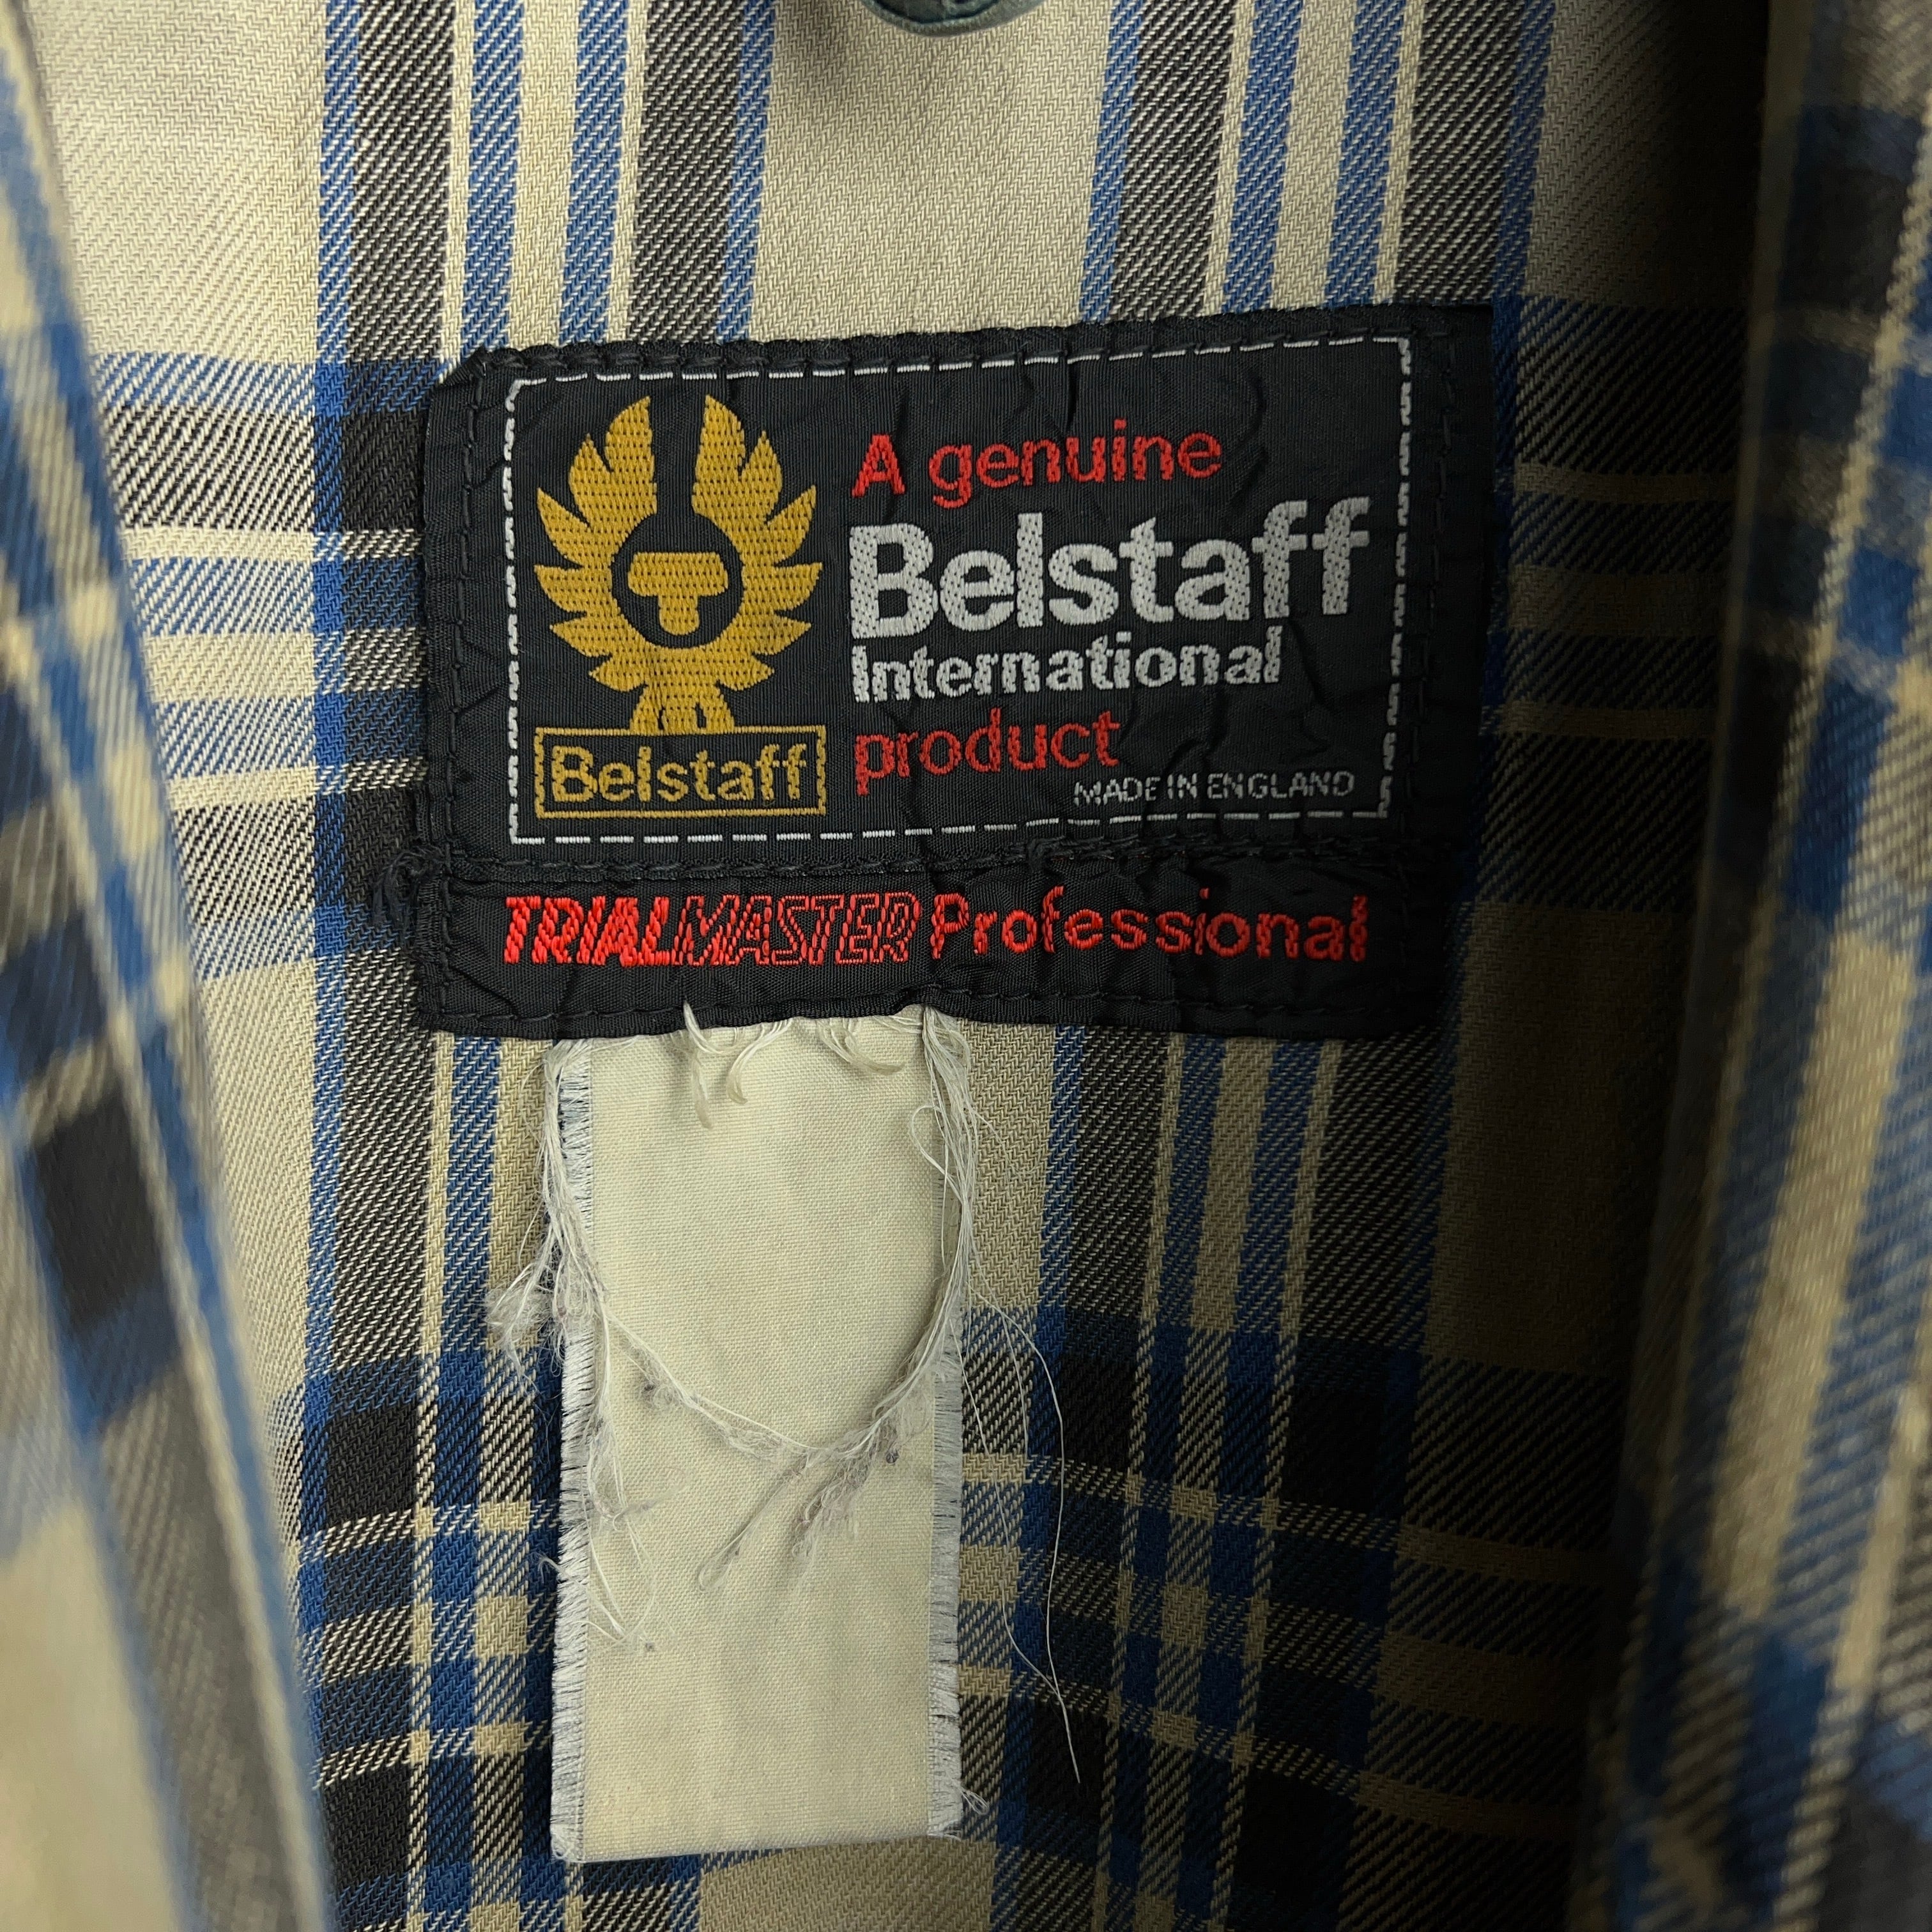 A genuine
Belstaff
International
product
MADE IN ENGLAND
Belstaff
TRIALMASTER Professional